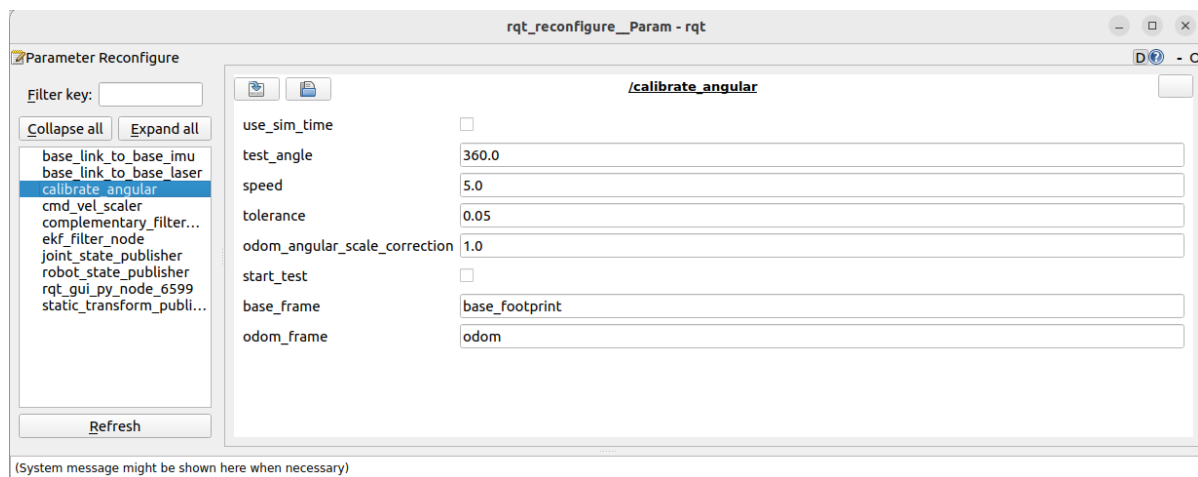 rqt_reconfigure__Param - rqt
Parameter Reconfigure
D - O
Filter key:
Collapse all Expand all
base_link_to_base_imu
base_link_to_base_laser
calibrate_angular
cmd_vel_scaler
complementary_filter...
ekf_filter_node
joint_state_publisher
robot_state_publisher
rqt_gui_py_node_6599
static_transform_publi...
Refresh
/calibrate_angular
use_sim_time
test_angle 360.0
speed 5.0
tolerance 0.05
odom_angular_scale_correction 1.0
start_test
base_frame base_footprint
odom_frame odom
(System message might be shown here when necessary)